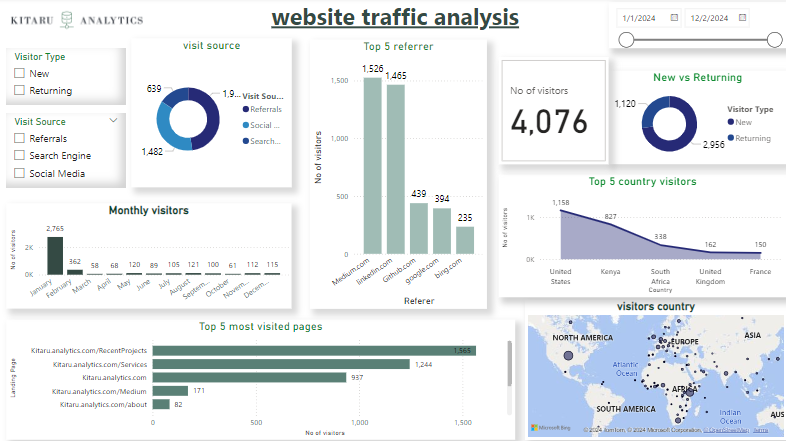 KITARU ANALYTICS
website traffic analysis
1/1/2024 12/2/2024
Visitor Type
New
Returning
Visit Source
Referrals
Search Engine
Social Media
visit source
639
1,9...
1,482
Visit Sou...
Referrals
Social ...
Search...
Top 5 referrer
No of visitors
1,500
1,000
500
0
1,526
1,465
439
394
235
Medium.com
linkedin.com
Github.com
google.com
bing.com
Referer
No of visitors
4,076
New vs Returning
1,120
2,956
Visitor Type
New
Returning
Monthly visitors
No of visitors
2K
0K
2,765
362
58
68
120
89
105
121
100
61
112
115
January
February
March
April
May
June
July
August
Septem...
October
Novem...
Decem...
Top 5 country visitors
No of visitors
1K
0K
1,158
827
338
162
150
United States
Kenya
South Africa
United Kingdom
France
Country
Top 5 most visited pages
Landing Page
Kitaru.analytics.com/RecentProjects
1,565
Kitaru.analytics.com/Services
1,244
Kitaru.analytics.com
937
Kitaru.analytics.com/Medium
171
Kitaru.analytics.com/about
82
0
500
1,000
1,500
No of visitors
visitors country
NORTH AMERICA
EUROPE
ASIA
Atlantic
Ocean
AFRICA
SOUTH AMERICA
Indian
Ocean
AUS
Microsoft Bing
© 2024 TomTom, © 2024 Microsoft Corporation, © OpenStreetMap Terms